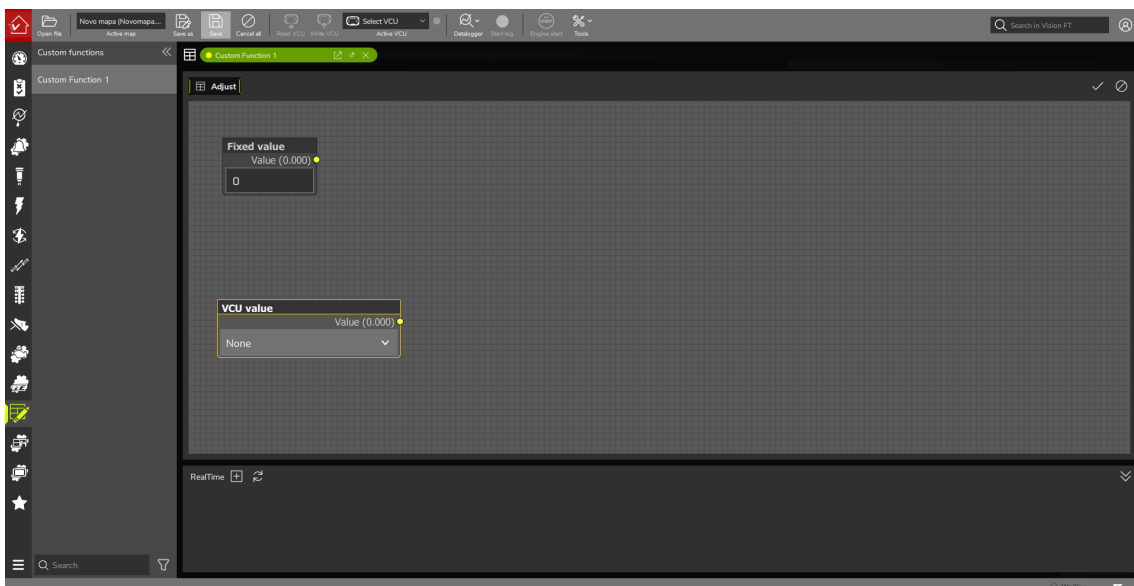 Novo mapa (Novomapa...
Open file
Active map
Save as
Save
Cancel all
Read VCU
Write VCU
Select VCU
Active VCU
Datalogger
Start log
START
Engine start
Tools
Search in Vision FT
Custom functions
Custom Function 1
Custom Function 1
Adjust
Fixed value
Value (0.000)
0
VCU value
Value (0.000)
None
RealTime
Search